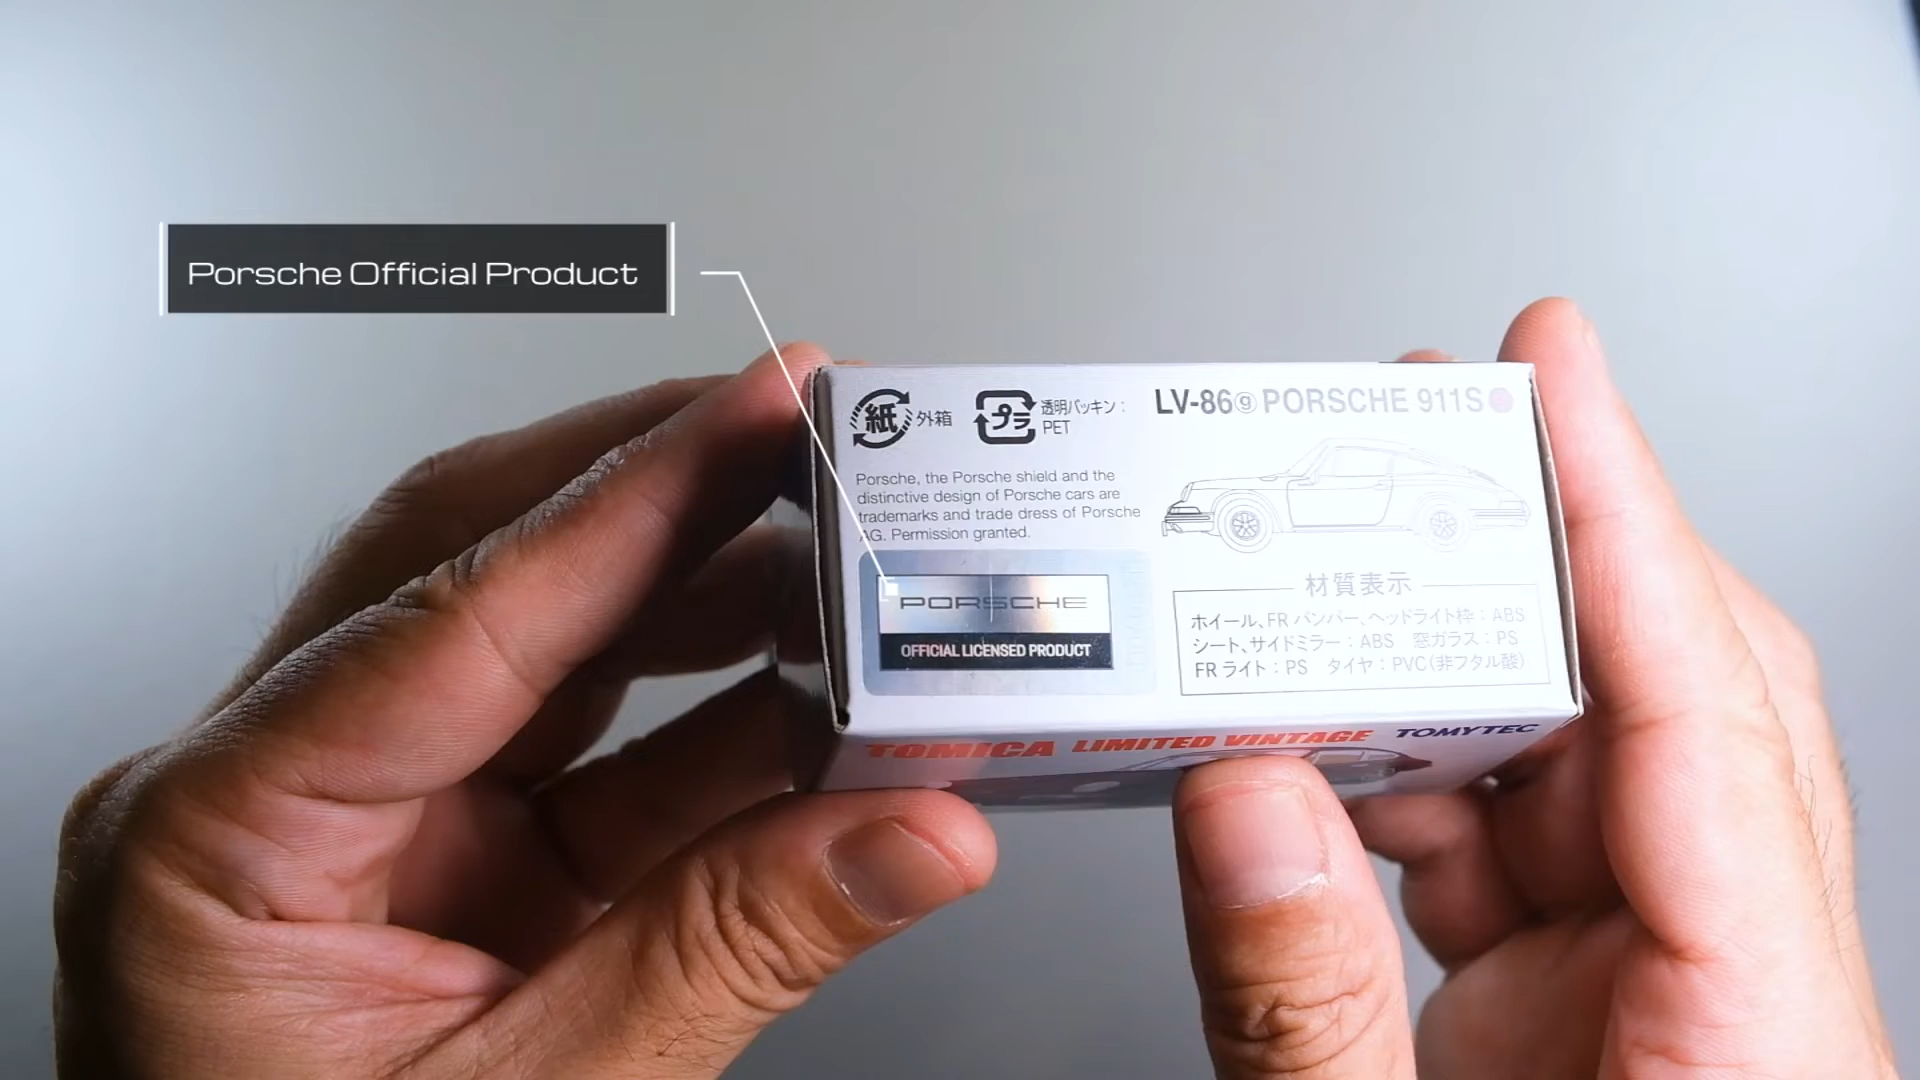 Porsche Official Product
紙 外箱
プラ 透明パッキン：
PET
LV-86ⓖ PORSCHE 911S
Porsche, the Porsche shield and the
distinctive design of Porsche cars are
trademarks and trade dress of Porsche
AG. Permission granted.
PORSCHE
OFFICIAL LICENSED PRODUCT
材質表示
ホイール、FRバンパー、ヘッドライト枠：ABS
シート、サイドミラー：ABS 窓ガラス：PS
FRライト：PS タイヤ：PVC（非フタル酸）
TOMICA LIMITED VINTAGE TOMYTEC